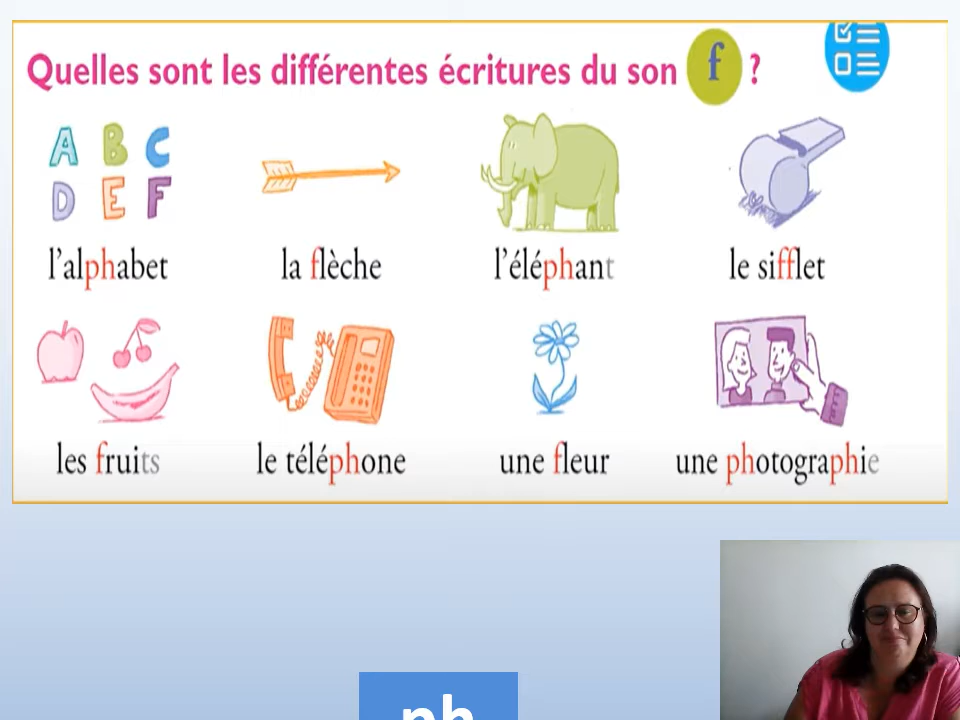 Quelles sont les différentes écritures du son f ?
A B C
D E F
l'alphabet la flèche l'éléphant le sifflet
les fruits le téléphone une fleur une photographie
ph